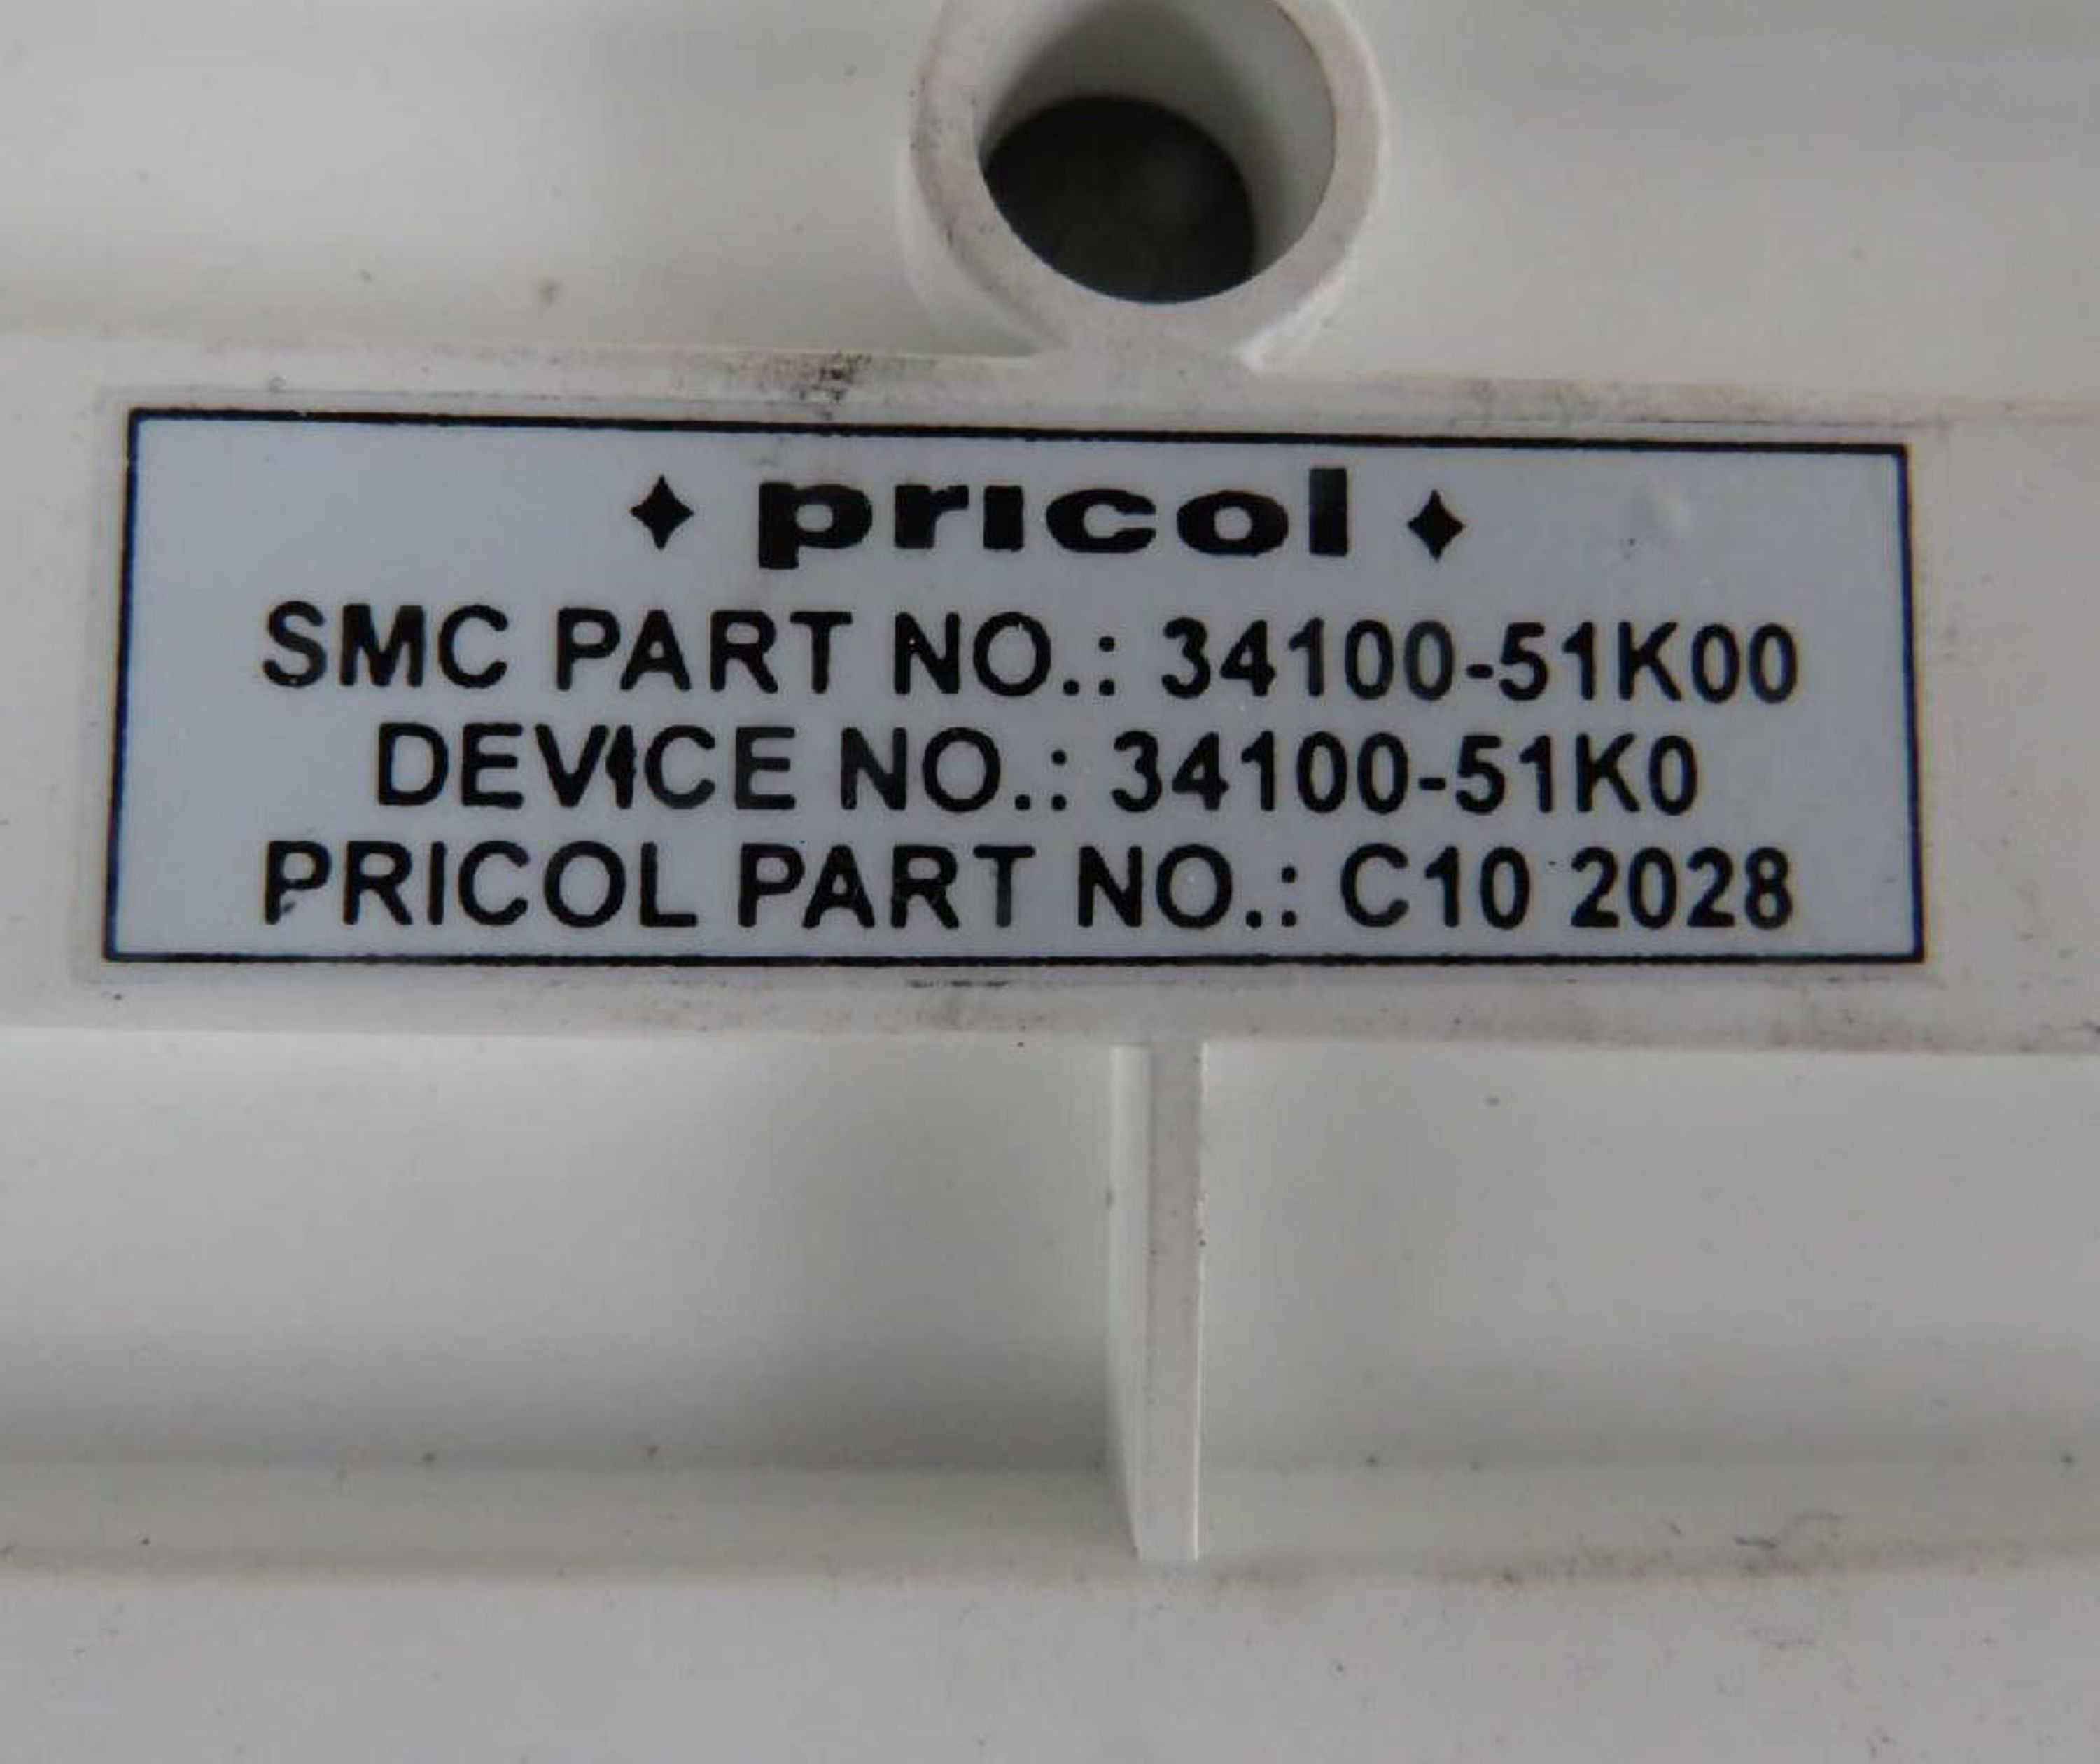 pricol
SMC PART NO.: 34100-51K00
DEVICE NO.: 34100-51K0
PRICOL PART NO.: C10 2028